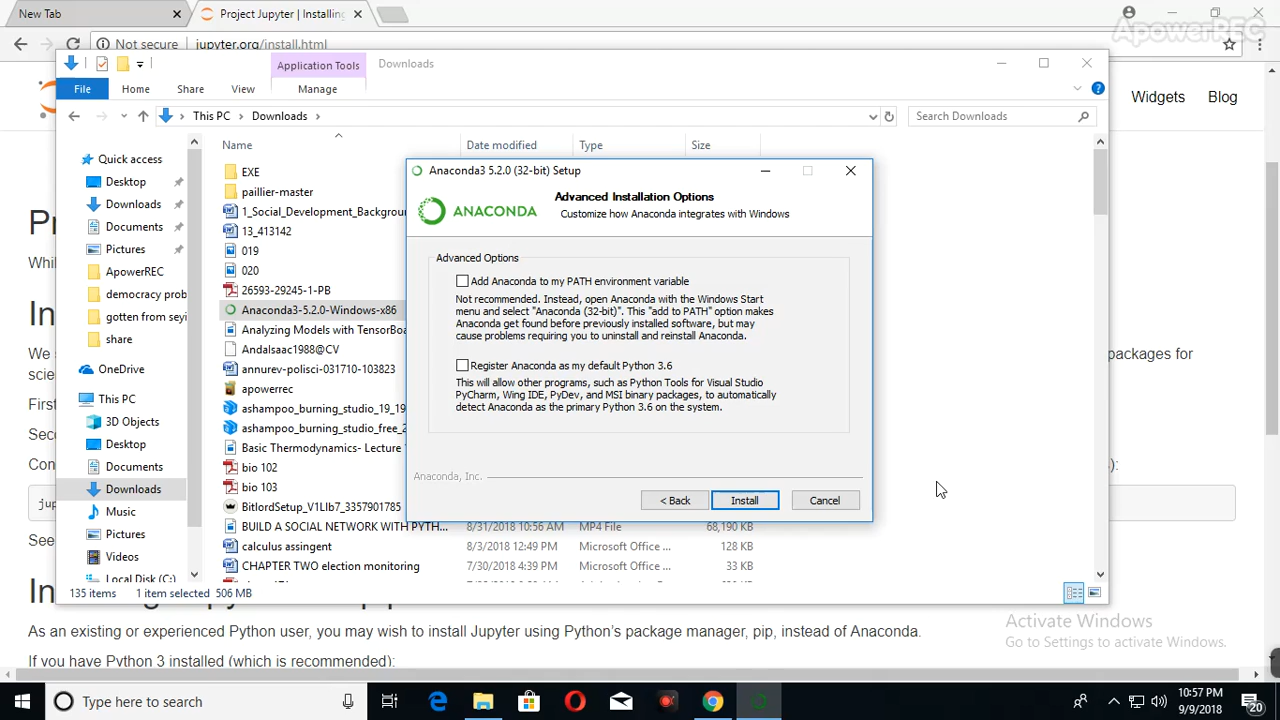 New Tab
Project Jupyter | Installing
ApowerREC
Not secure jupyter.org/install.html
Application Tools
Downloads
File
Home
Share
View
Manage
This PC
Downloads
Search Downloads
Widgets
Blog
Name
Date modified
Type
Size
Quick access
Desktop
Downloads
Documents
Pictures
ApowerREC
democracy prob
gotten from seyi
share
OneDrive
This PC
3D Objects
Desktop
Documents
Downloads
Music
Pictures
Videos
Local Disk (C:)
EXE
paillier-master
1_Social_Development_Backgrou
13_413142
019
020
26593-29245-1-PB
Anaconda3-5.2.0-Windows-x86
Analyzing Models with TensorBoa
Andalsaac1988@CV
annurev-polisci-031710-103823
apowerrec
ashampoo_burning_studio_19_19
ashampoo_burning_studio_free_2
Basic Thermodynamics- Lecture
bio 102
bio 103
BitlordSetup_V1LIb7_3357901785
BUILD A SOCIAL NETWORK WITH PYTH... 8/31/2018 10:56 AM MP4 File 68,190 KB
calculus assingent 8/3/2018 12:49 PM Microsoft Office ... 128 KB
CHAPTER TWO election monitoring 7/30/2018 4:39 PM Microsoft Office ... 33 KB
135 items 1 item selected 506 MB
Anaconda3 5.2.0 (32-bit) Setup
ANACONDA
Advanced Installation Options
Customize how Anaconda integrates with Windows
Advanced Options
Add Anaconda to my PATH environment variable
Not recommended. Instead, open Anaconda with the Windows Start
menu and select "Anaconda (32-bit)". This "add to PATH" option makes
Anaconda get found before previously installed software, but may
cause problems requiring you to uninstall and reinstall Anaconda.
Register Anaconda as my default Python 3.6
This will allow other programs, such as Python Tools for Visual Studio
PyCharm, Wing IDE, PyDev, and MSI binary packages, to automatically
detect Anaconda as the primary Python 3.6 on the system.
Anaconda, Inc.
< Back
Install
Cancel
packages for
As an existing or experienced Python user, you may wish to install Jupyter using Python's package manager, pip, instead of Anaconda.
If you have Python 3 installed (which is recommended):
Activate Windows
Go to Settings to activate Windows.
Type here to search
10:57 PM
9/9/2018
20